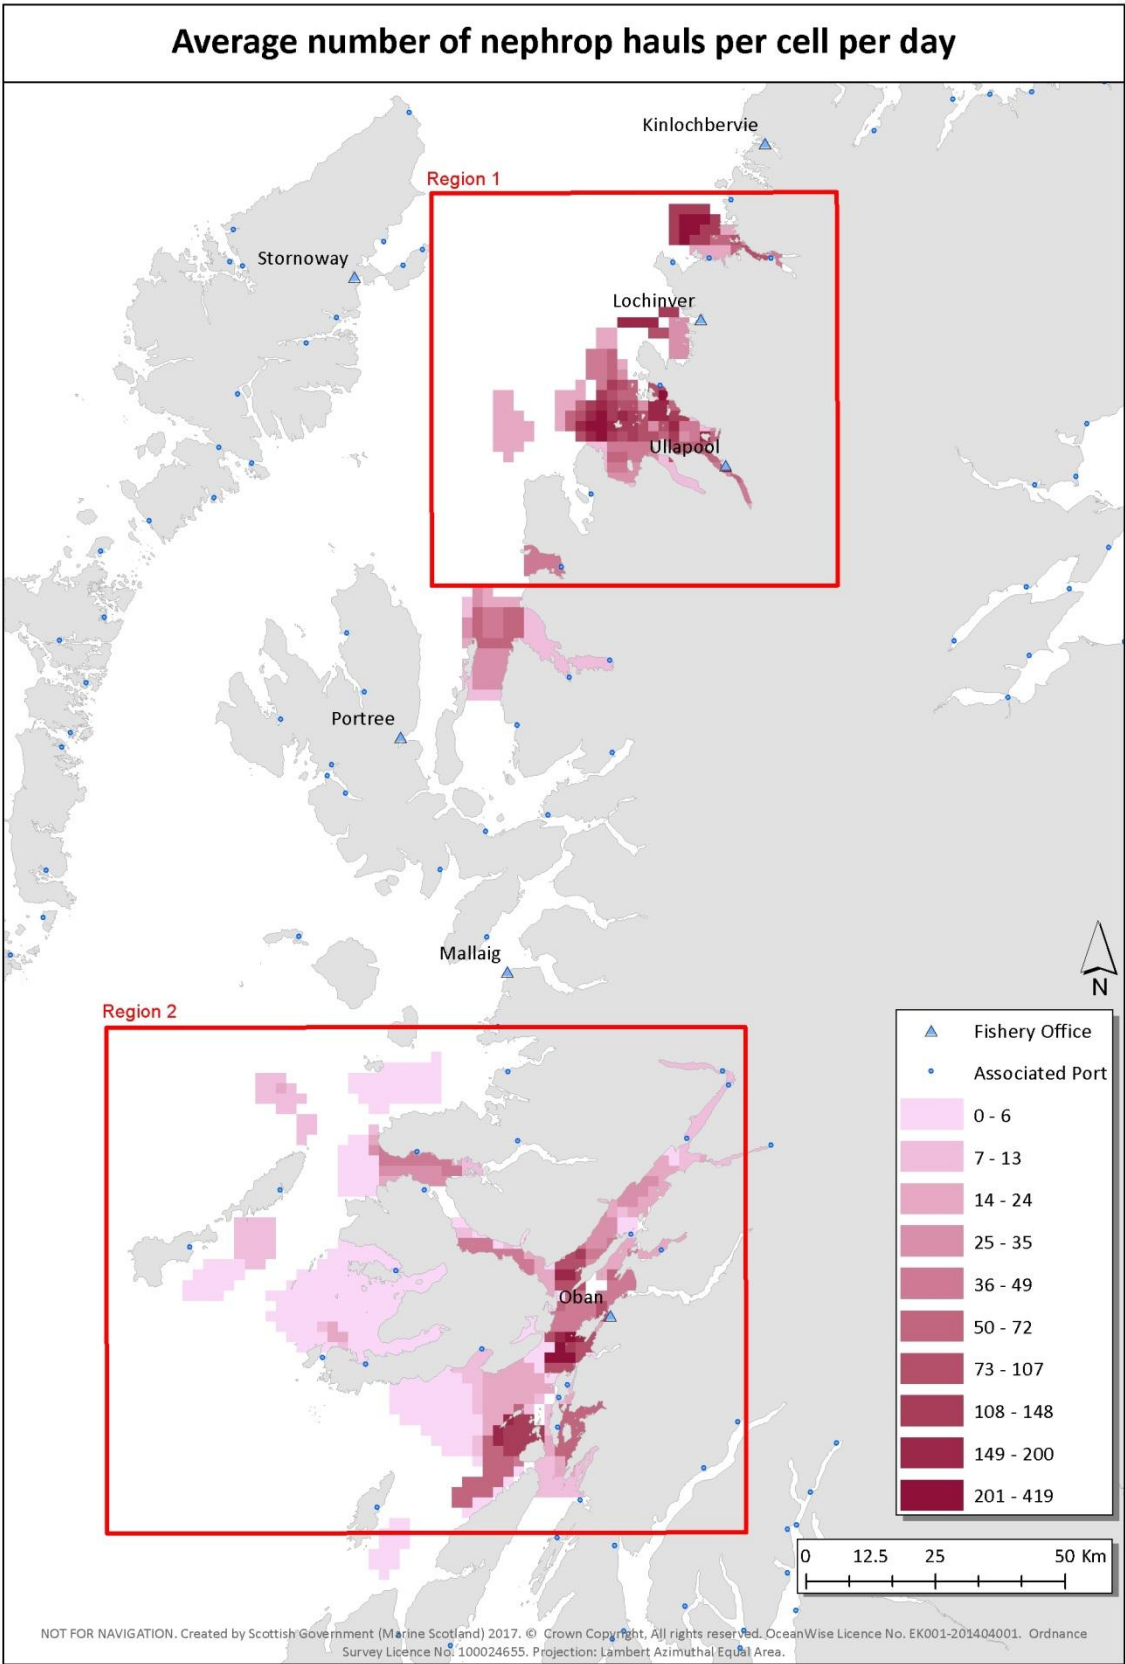 Average number of nephrop hauls per cell per day
Kinlochbervie
Region 1
Stornoway
Lochinver
Ullapool
Portree
Mallaig
N
Region 2
Fishery Office
Associated Port
0 - 6
7 - 13
14 - 24
25 - 35
36 - 49
50 - 72
73 - 107
108 - 148
149 - 200
201 - 419
Oban
0 12.5 25 50 Km
NOT FOR NAVIGATION. Created by Scottish Government (Marine Scotland) 2017. © Crown Copyright, All rights reserved. OceanWise Licence No. EK001-201404001. Ordnance
Survey Licence No. 100024655. Projection: Lambert Azimuthal Equal Area.